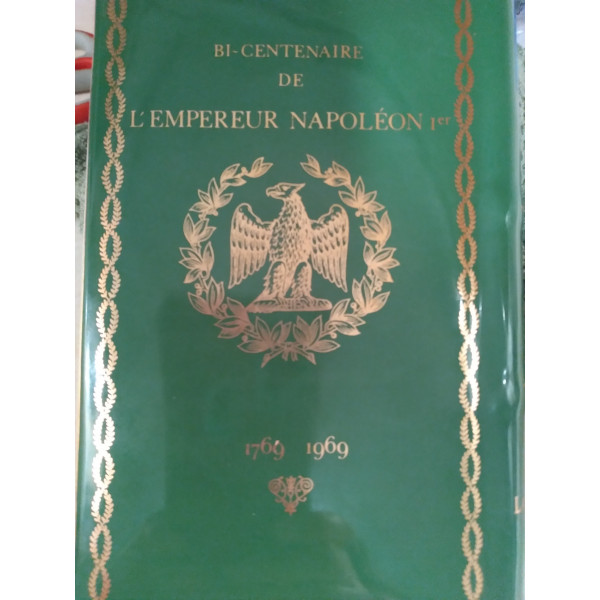 BI-CENTENAIRE
DE
L'EMPEREUR NAPOLÉON Ier
1769 1969